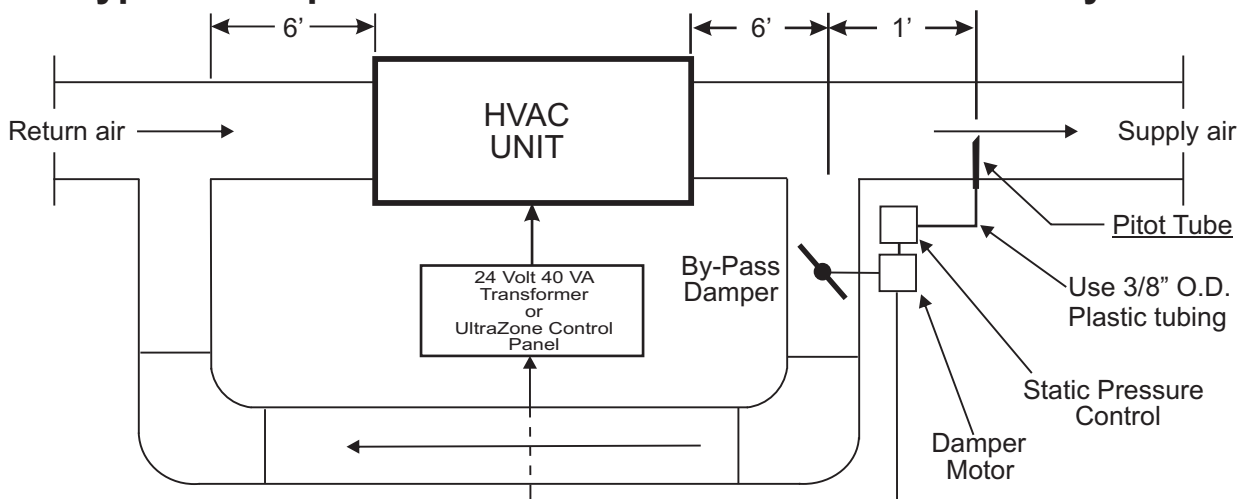 6’
6’
1’
Return air
HVAC
UNIT
Supply air
Pitot Tube
By-Pass
Damper
24 Volt 40 VA
Transformer
or
UltraZone Control
Panel
Use 3/8” O.D.
Plastic tubing
Static Pressure
Control
Damper
Motor